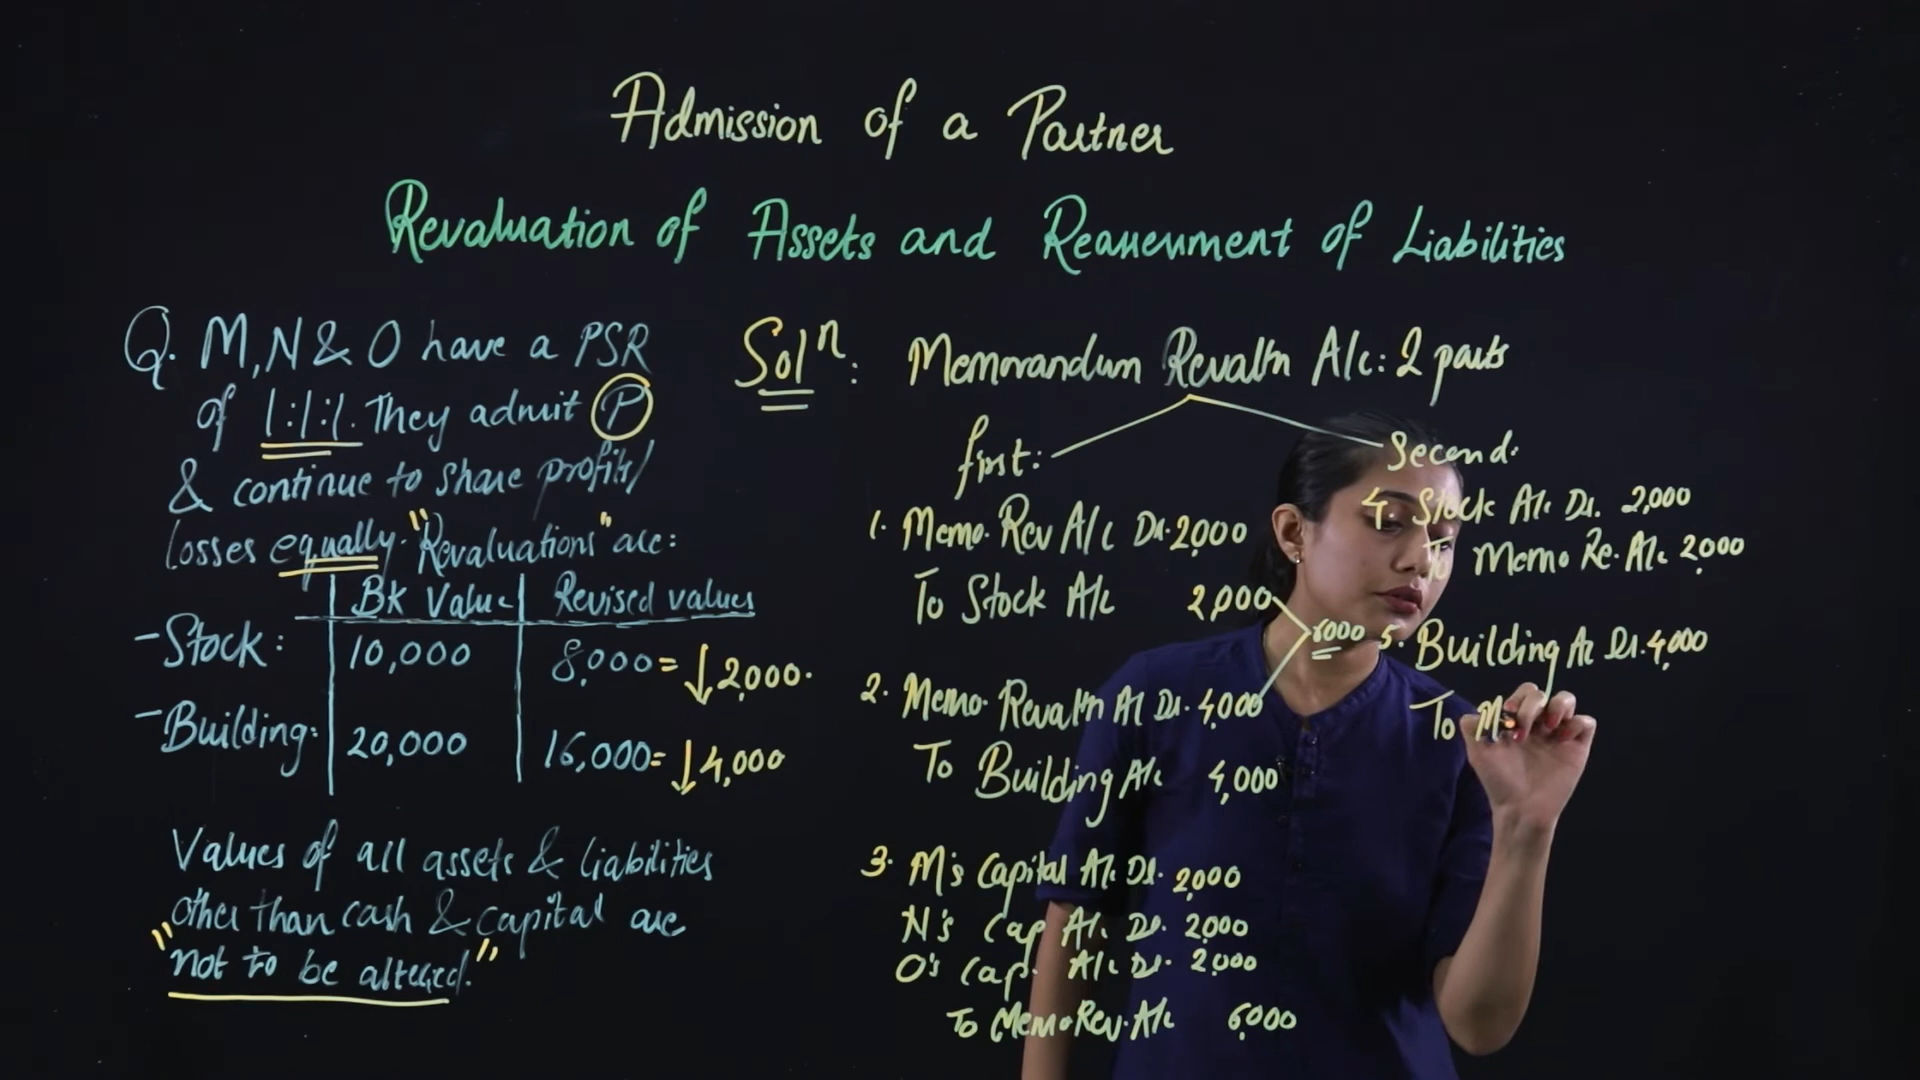 Admission of a Partner
Revaluation of Assets and Reassessment of Liabilities
Q. M, N & O have a PSR
of 1:1:1. They admit P
& continue to share profits/
losses equally. "Revaluations" are:
Bk Value Revised values
- Stock: 10,000 8,000 = ↓2,000.
- Building: 20,000 16,000 = ↓4,000
Values of all assets & liabilities
other than cash & capital are
"not to be altered."
Solⁿ: Memorandum Revaltn A/c: 2 parts
first:
1. Memo. Rev A/c Dr. 2,000
To Stock A/c 2,000
6000
2. Memo. Revaltn A/c Dr. 4,000
To Building A/c 4,000
3. M's Capital A/c Dr. 2,000
N's Cap A/c Dr. 2,000
O's Cap. A/c Dr. 2,000
To Memo Rev. A/c 6,000
Second:
4. Stock A/c Dr. 2,000
To Memo Re. A/c 2,000
5. Building A/c Dr. 4,000
To M